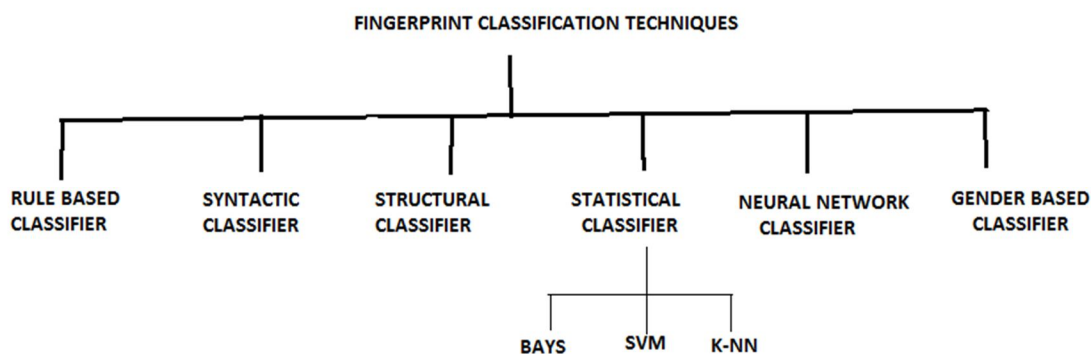 FINGERPRINT CLASSIFICATION TECHNIQUES
RULE BASED
CLASSIFIER
SYNTACTIC
CLASSIFIER
STRUCTURAL
CLASSIFIER
STATISTICAL
CLASSIFIER
NEURAL NETWORK
CLASSIFIER
GENDER BASED
CLASSIFIER
BAYS
SVM
K-NN